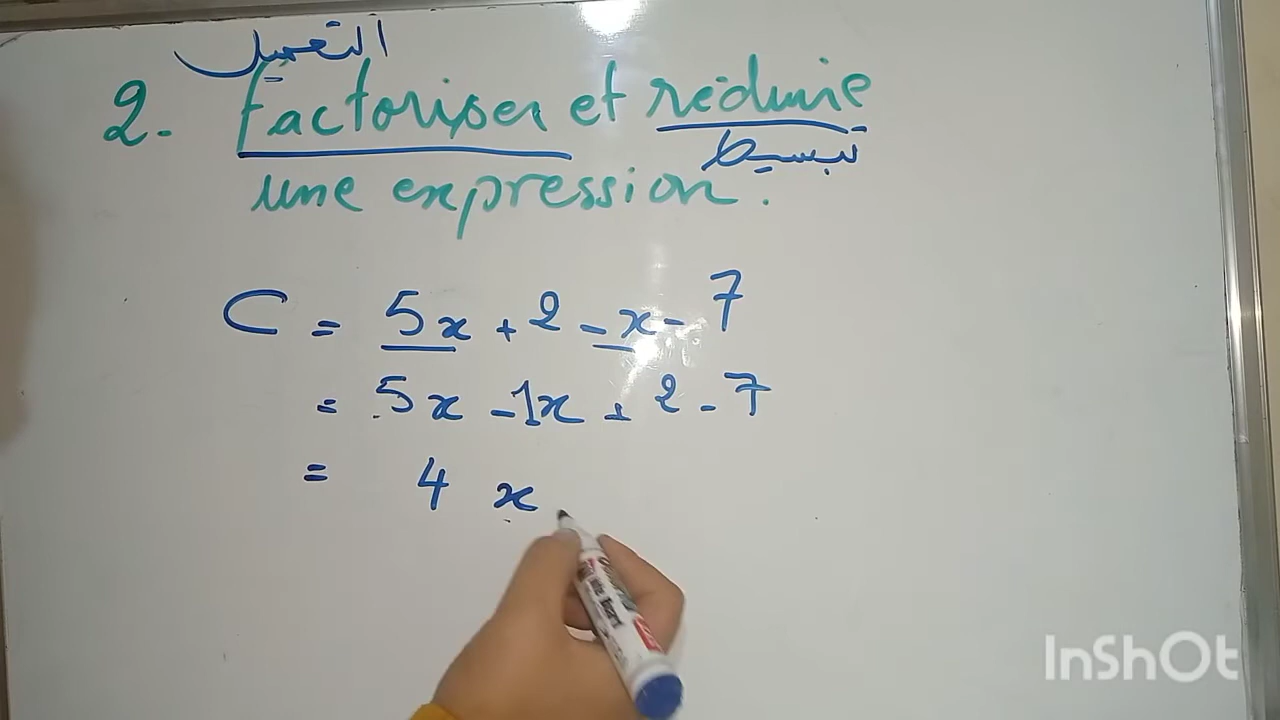 التعميل
2. factoriser et réduire
تبسيط
une expression.
C = 5x + 2 - x - 7
= 5x - 1x + 2 - 7
= 4 x
InShOt